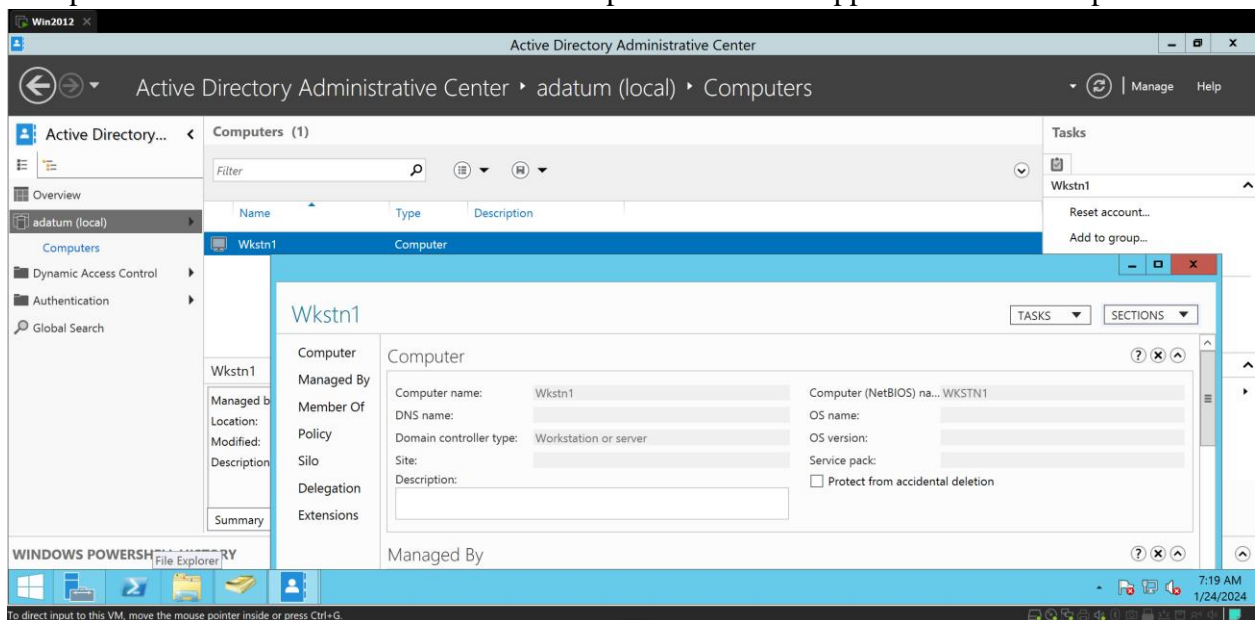 Win2012
Active Directory Administrative Center
Active Directory Administrative Center • adatum (local) • Computers
Manage Help
Active Directory...
Computers (1)
Tasks
Filter
Overview
Wkstn1
Name Type Description
Reset account...
adatum (local)
Computers
Wkstn1 Computer
Add to group...
Dynamic Access Control
Authentication
Global Search
Wkstn1
TASKS SECTIONS
Computer
Managed By
Member Of
Policy
Silo
Delegation
Extensions
Computer
Computer name: Wkstn1
Computer (NetBIOS) na... WKSTN1
DNS name:
OS name:
Domain controller type: Workstation or server
OS version:
Site:
Service pack:
Description:
Protect from accidental deletion
Managed By
Wkstn1
Managed b
Location:
Modified:
Description
Summary
WINDOWS POWERSH
RY
File Explorer
7:19 AM
1/24/2024
To direct input to this VM, move the mouse pointer inside or press Ctrl+G.